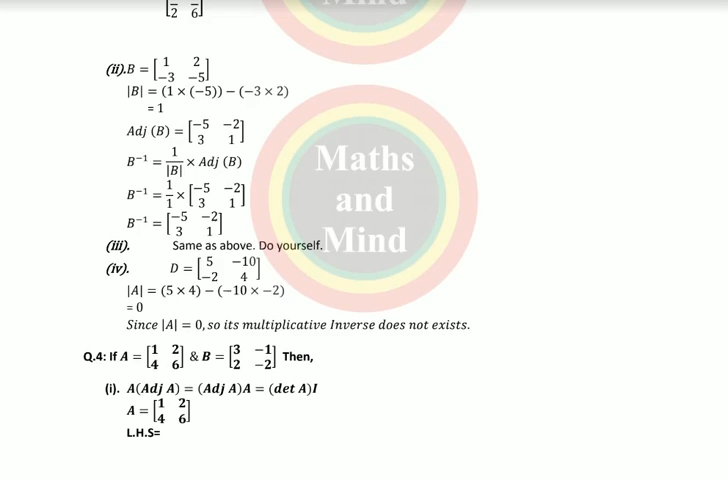 [_2 _6]
(ii).B = [1 2 −3 −5]
|B| = (1 × (−5)) − (−3 × 2)
= 1
Adj (B) = [−5 −2 3 1]
B⁻¹ = 1/|B| × Adj (B)
B⁻¹ = 1/1 × [−5 −2 3 1]
B⁻¹ = [−5 −2 3 1]
(iii). Same as above. Do yourself.
(iv). D = [5 −10 −2 4]
|A| = (5 × 4) − (−10 × −2)
= 0
Since |A| = 0, so its multiplicative Inverse does not exists.
Q.4: If A = [1 2 4 6] & B = [3 −1 2 −2] Then,
(i). A(Adj A) = (Adj A)A = (det A)I
A = [1 2 4 6]
L.H.S=
Maths
and
Mind